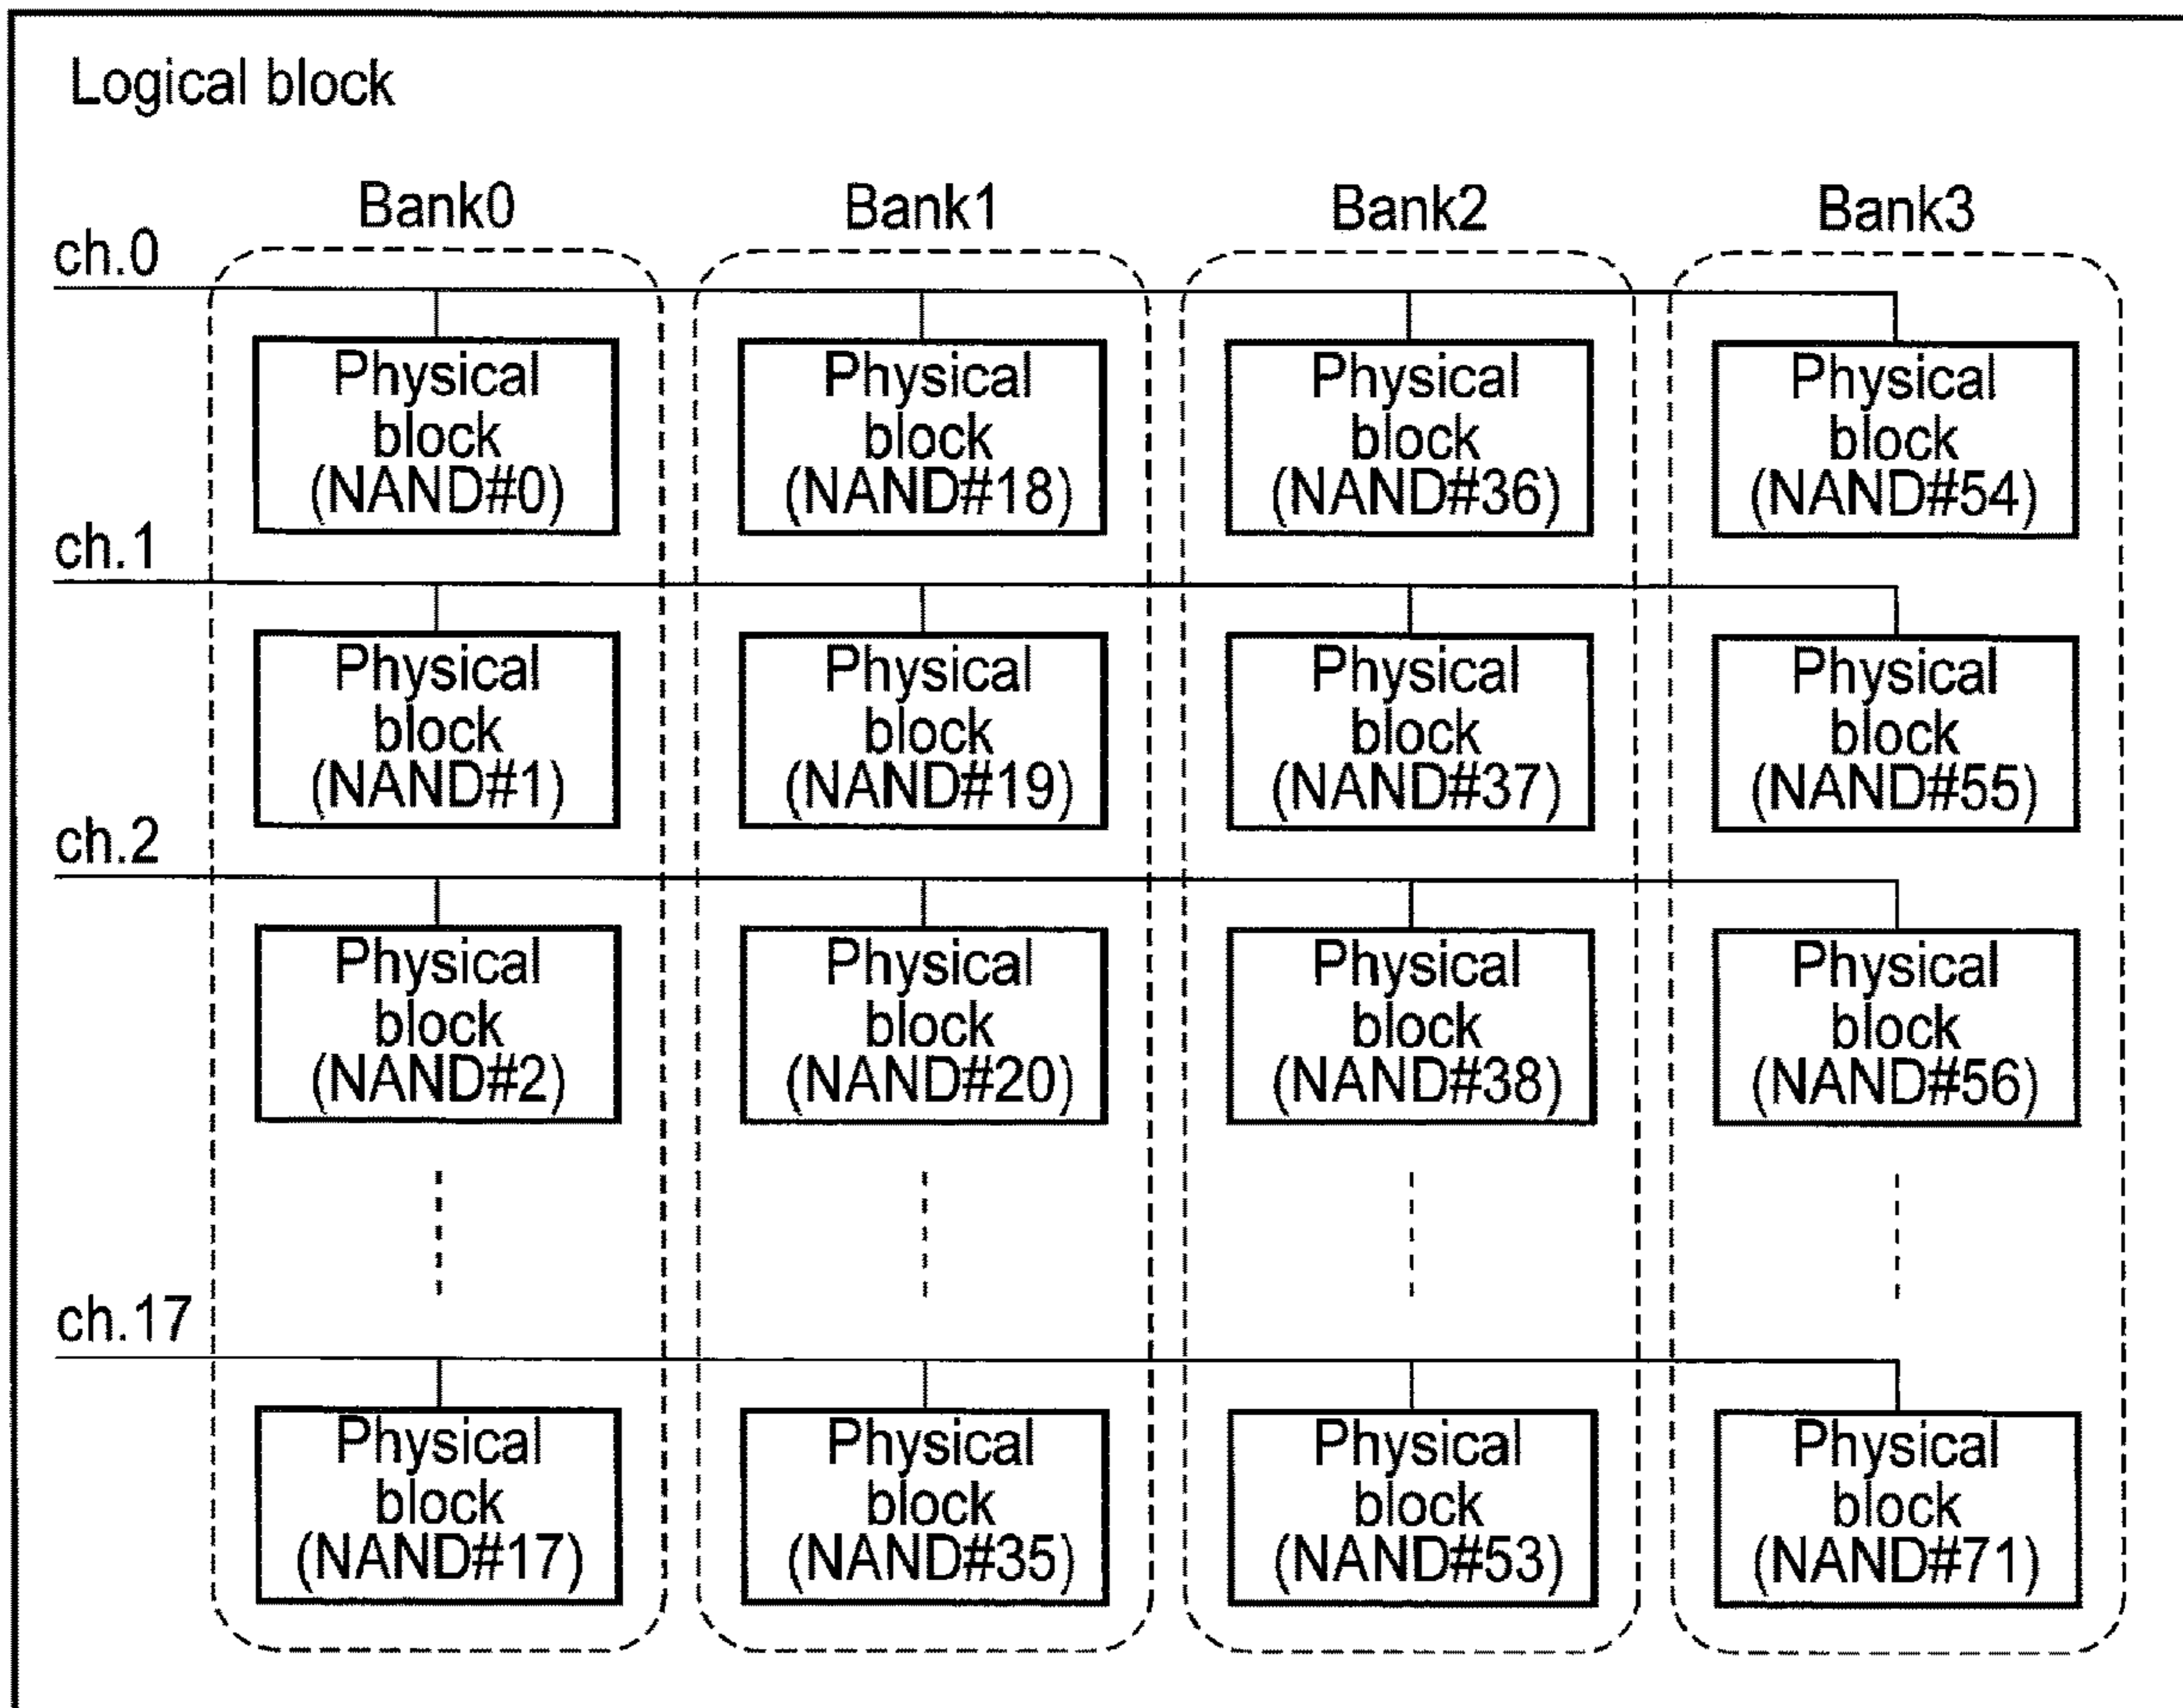 Logical block
Bank0 Bank1 Bank2 Bank3
ch.0
Physical Physical Physical Physical
block block block block
(NAND#0) (NAND#18) (NAND#36) (NAND#54)
ch.1
Physical Physical Physical Physical
block block block block
(NAND#1) (NAND#19) (NAND#37) (NAND#55)
ch.2
Physical Physical Physical Physical
block block block block
(NAND#2) (NAND#20) (NAND#38) (NAND#56)
ch.17
Physical Physical Physical Physical
block block block block
(NAND#17) (NAND#35) (NAND#53) (NAND#71)